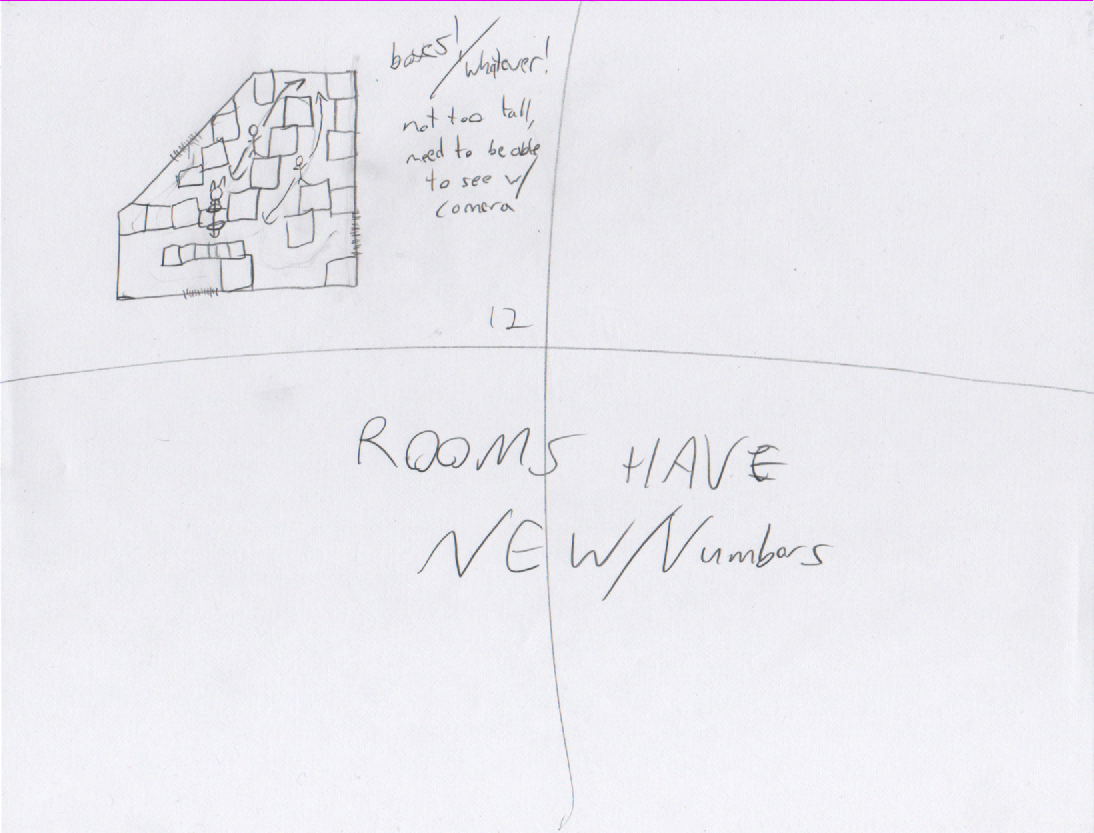 boxes! / whatever!
not too tall,
need to be able
to see w/
camera
12
ROOMS HAVE
NEW/Numbers